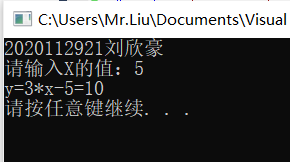 C:\Users\Mr.Liu\Documents\Visual
2020112921刘欣豪
请输入X的值：5
y=3*x-5=10
请按任意键继续. . .